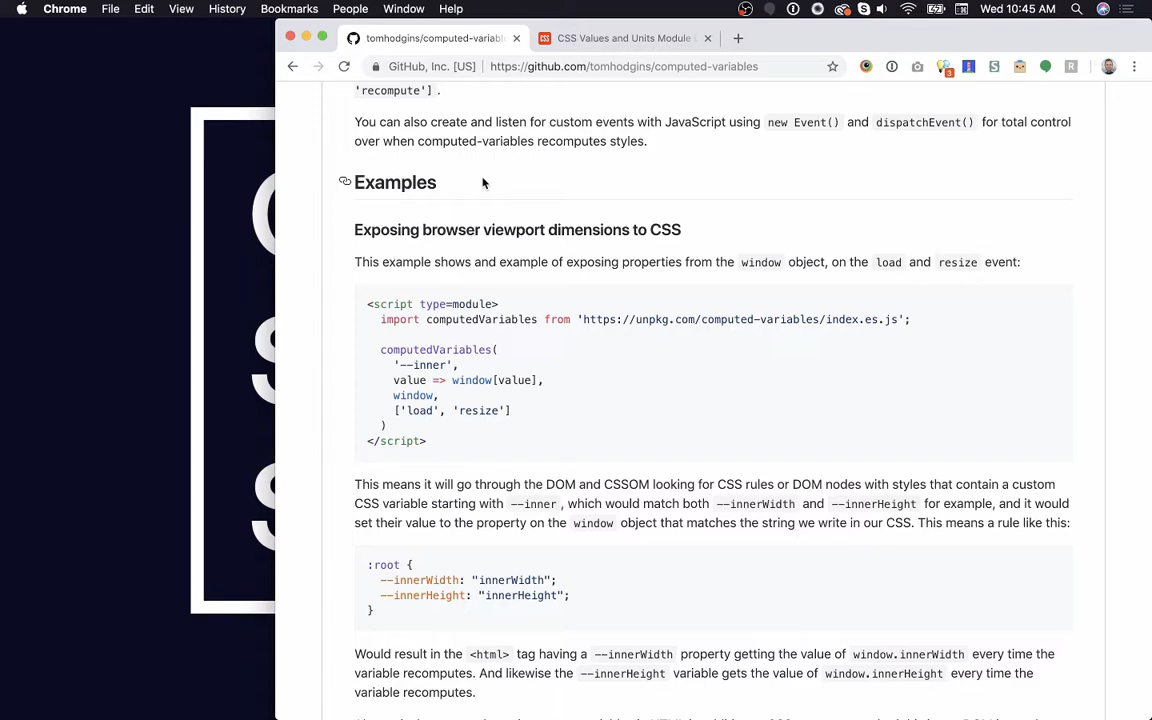 Chrome File Edit View History Bookmarks People Window Help Wed 10:45 AM
tomhodgins/computed-variabl CSS Values and Units Module
GitHub, Inc. [US] https://github.com/tomhodgins/computed-variables
'recompute'] .
You can also create and listen for custom events with JavaScript using new Event() and dispatchEvent() for total control
over when computed-variables recomputes styles.
Examples
Exposing browser viewport dimensions to CSS
This example shows and example of exposing properties from the window object, on the load and resize event:
<script type=module>
import computedVariables from 'https://unpkg.com/computed-variables/index.es.js';
computedVariables(
'--inner',
value => window[value],
window,
['load', 'resize']
)
</script>
This means it will go through the DOM and CSSOM looking for CSS rules or DOM nodes with styles that contain a custom
CSS variable starting with --inner , which would match both --innerWidth and --innerHeight for example, and it would
set their value to the property on the window object that matches the string we write in our CSS. This means a rule like this:
:root {
--innerWidth: "innerWidth";
--innerHeight: "innerHeight";
}
Would result in the <html> tag having a --innerWidth property getting the value of window.innerWidth every time the
variable recomputes. And likewise the --innerHeight variable gets the value of window.innerHeight every time the
variable recomputes.